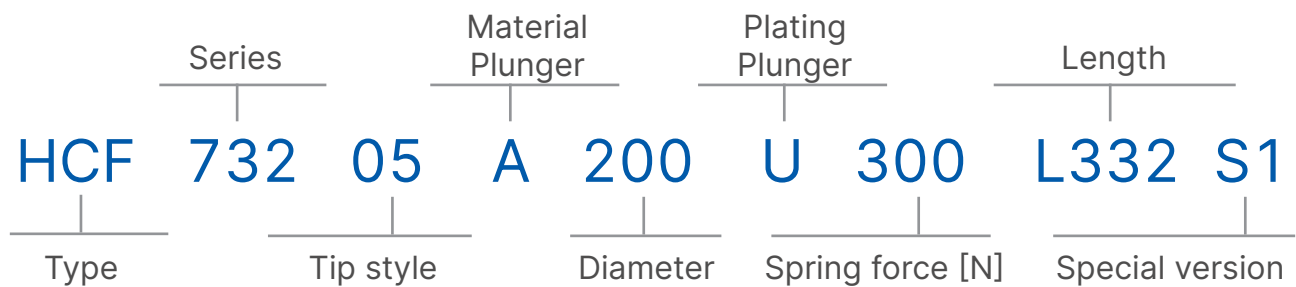 Material Plating
Series Plunger Plunger Length
HCF 732 05 A 200 U 300 L332 S1
Type Tip style Diameter Spring force [N] Special version